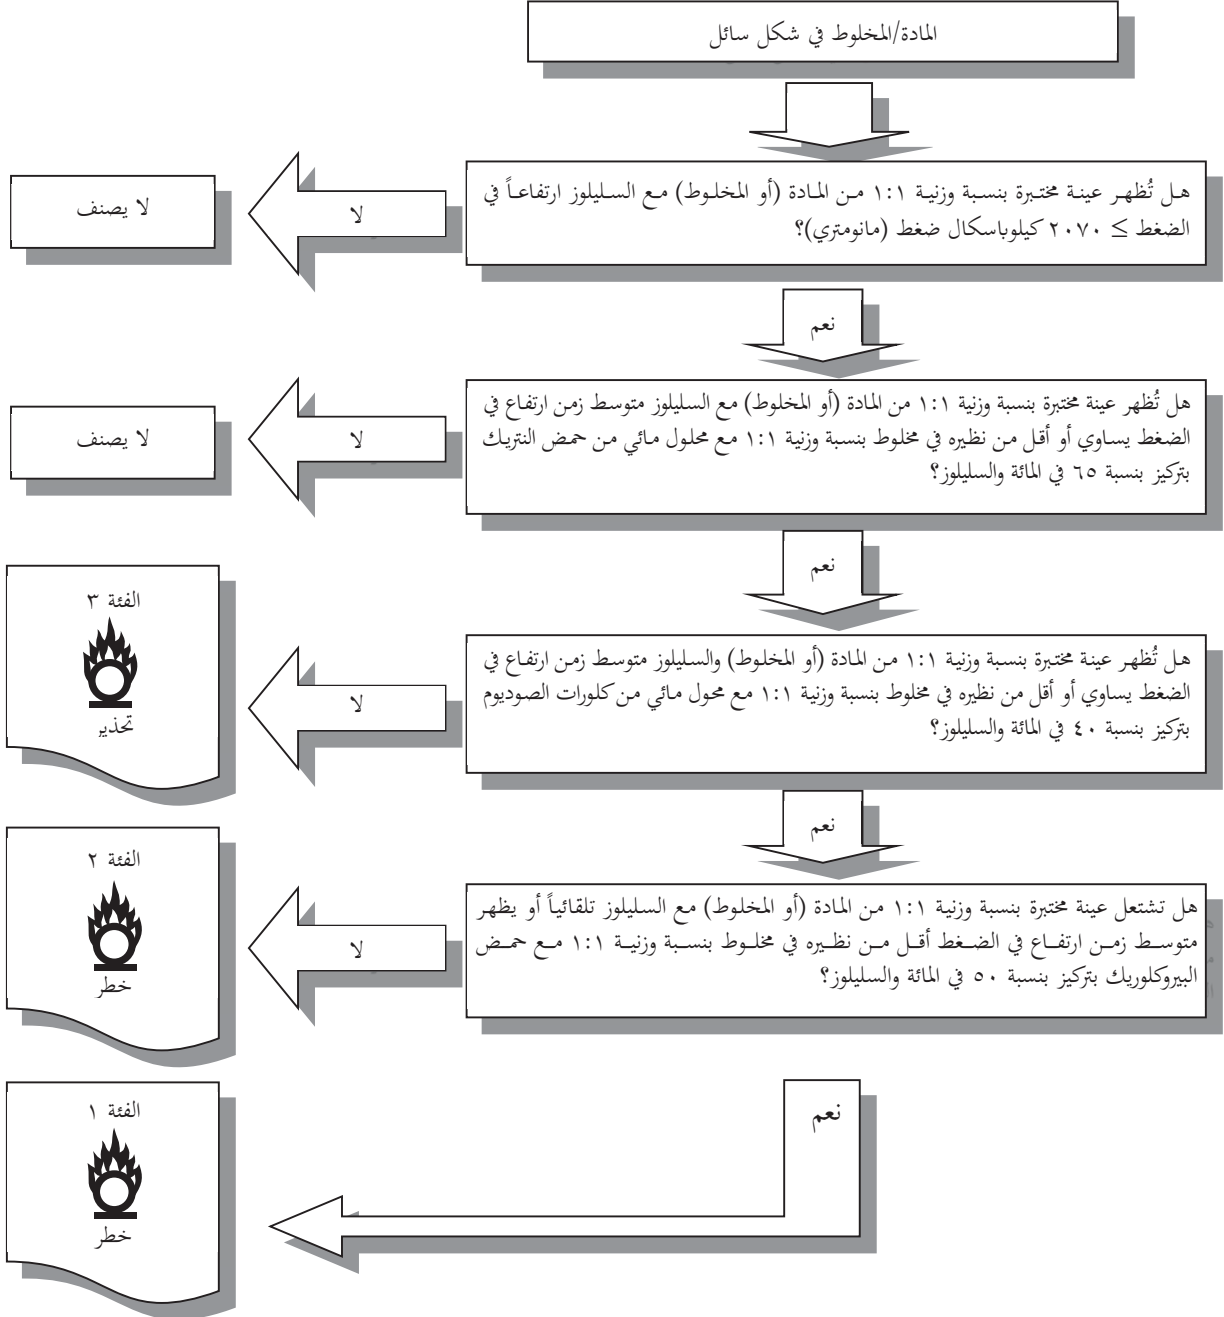 المادة/المخلوط في شكل سائل
هل تُظهر عينة مختبرة بنسبة وزنية ١:١ من المادة (أو المخلوط) مع السليلوز ارتفاعاً في
الضغط ≥ ٢٠٧٠ كيلوباسكال ضغط (مانومتري)؟
لا
لا يصنف
نعم
هل تُظهر عينة مختبرة بنسبة وزنية ١:١ من المادة (أو المخلوط) مع السليلوز متوسط زمن ارتفاع في
الضغط يساوي أو أقل من نظيره في مخلوط بنسبة وزنية ١:١ مع محلول مائي من حمض النتريك
بتركيز بنسبة ٦٥ في المائة والسليلوز؟
لا
لا يصنف
نعم
هل تُظهر عينة مختبرة بنسبة وزنية ١:١ من المادة (أو المخلوط) والسليلوز متوسط زمن ارتفاع في
الضغط يساوي أو أقل من نظيره في مخلوط بنسبة وزنية ١:١ مع محول مائي من كلورات الصوديوم
بتركيز بنسبة ٤٠ في المائة والسليلوز؟
لا
الفئة ٣
تحذير
نعم
هل تشتعل عينة مختبرة بنسبة وزنية ١:١ من المادة (أو المخلوط) مع السليلوز تلقائياً أو يظهر
متوسط زمن ارتفاع في الضغط أقل من نظيره في مخلوط بنسبة وزنية ١:١ مع حمض
البيروكلوريك بتركيز بنسبة ٥٠ في المائة والسليلوز؟
لا
الفئة ٢
خطر
نعم
الفئة ١
خطر